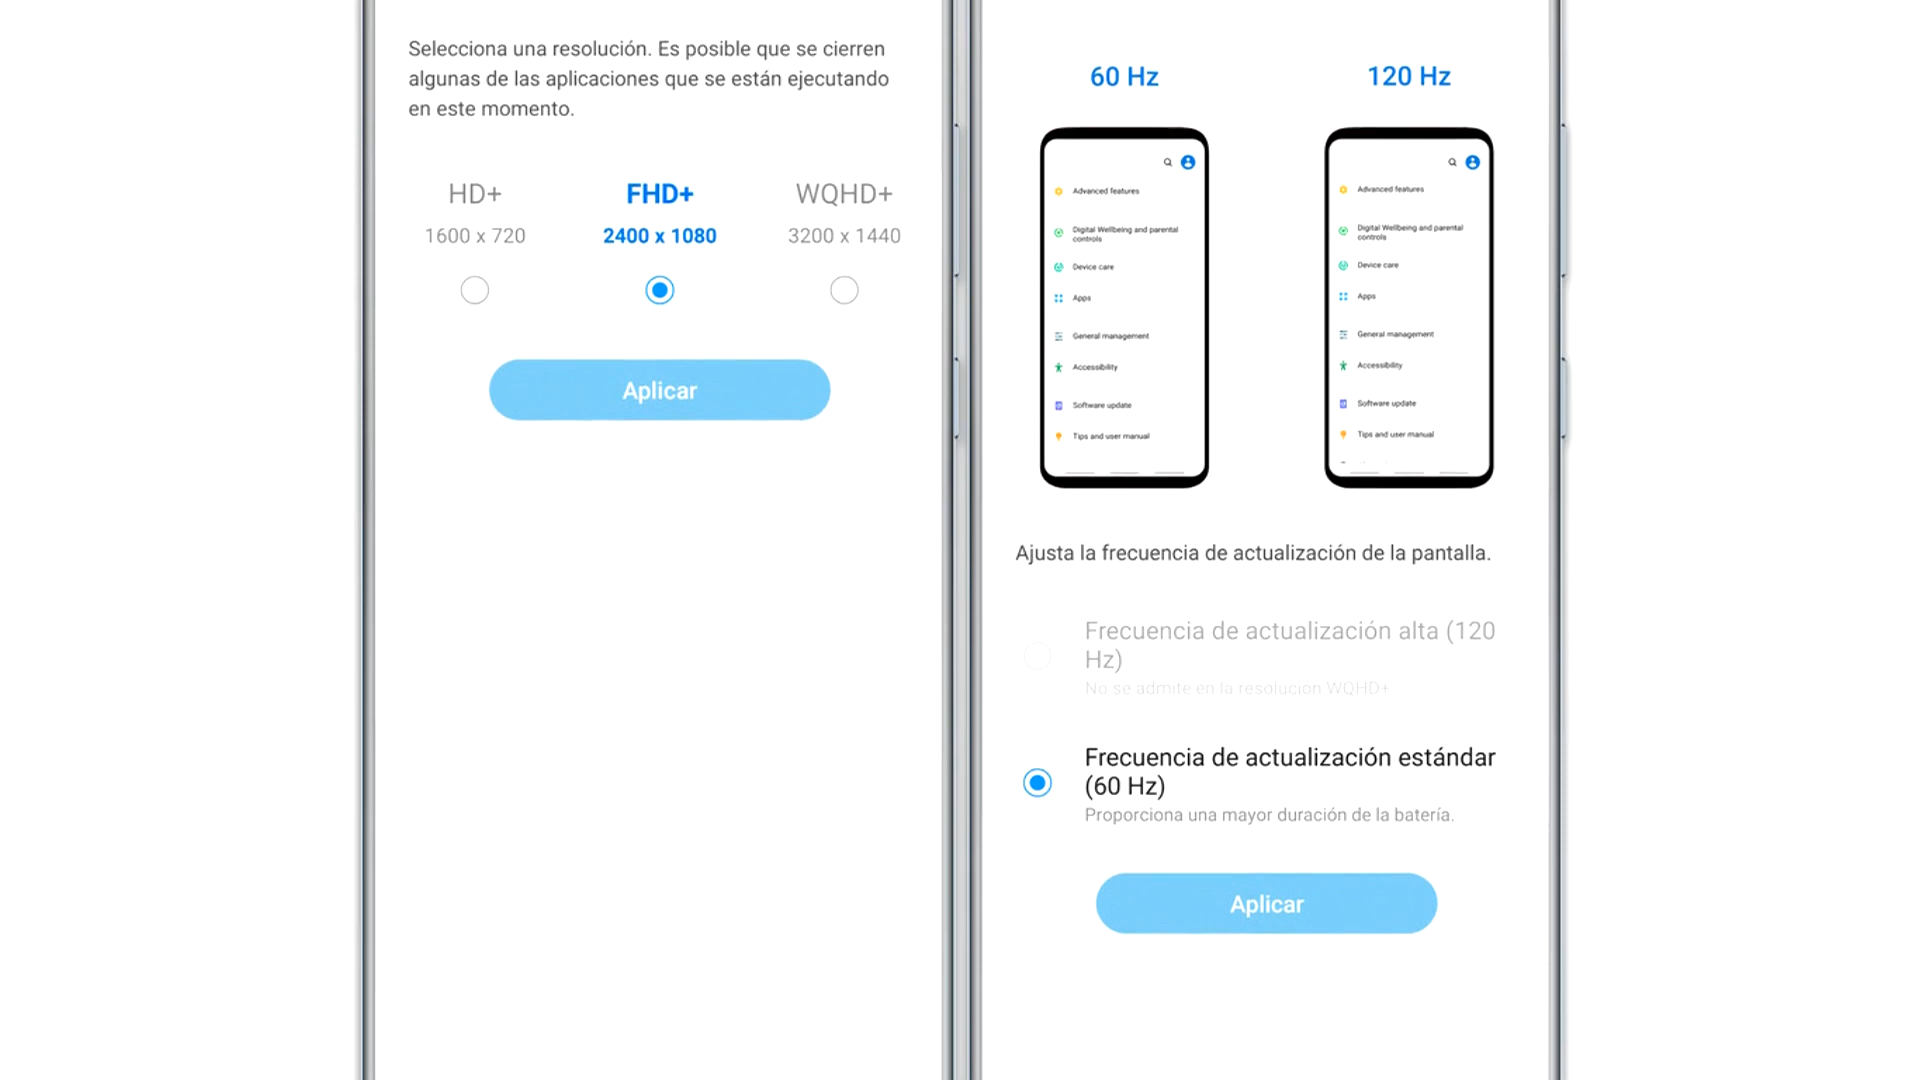 Selecciona una resolución. Es posible que se cierren
algunas de las aplicaciones que se están ejecutando
en este momento.
HD+
FHD+
WQHD+
1600 x 720
2400 x 1080
3200 x 1440
Aplicar
60 Hz
120 Hz
Advanced features
Digital Wellbeing and parental
controls
Device care
Apps
General management
Accessibility
Software update
Tips and user manual
Advanced features
Digital Wellbeing and parental
controls
Device care
Apps
General management
Accessibility
Software update
Tips and user manual
Ajusta la frecuencia de actualización de la pantalla.
Frecuencia de actualización alta (120
Hz)
No se admite en la resolución WQHD+
Frecuencia de actualización estándar
(60 Hz)
Proporciona una mayor duración de la batería.
Aplicar